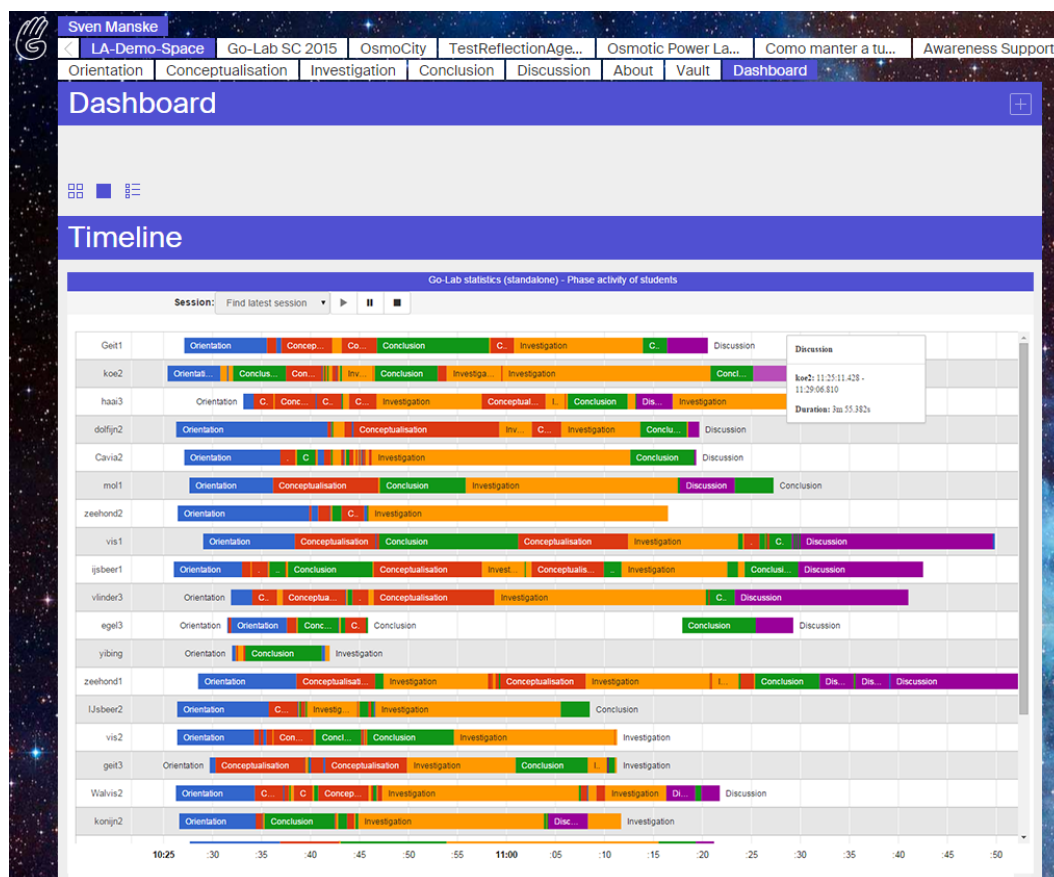 Sven Manske
LA-Demo-Space Go-Lab SC 2015 OsmoCity TestReflectionAge... Osmotic Power La... Como manter a tu... Awareness Support
Orientation Conceptualisation Investigation Conclusion Discussion About Vault Dashboard
Dashboard
Timeline
Go-Lab statistics (standalone) - Phase activity of students
Session: Find latest session
Geit1 Orientation Concep... Co... Conclusion C.. Investigation C.. Discussion
Discussion
koe2: 11:25:11.428 -
11:29:06.810
Duration: 3m 55.382s
koe2 Orientati... Conclus... Con... Inv... Conclusion Investiga... Investigation Concl...
haai3 Orientation C.. Conc... C.. C... Investigation Conceptual... I.. Conclusion Dis... Investigation
dolfijn2 Orientation Conceptualisation Inv... C... Investigation Conclu... Discussion
Cavia2 Orientation . C Investigation Conclusion Discussion
mol1 Orientation Conceptualisation Conclusion Investigation Discussion Conclusion
zeehond2 Orientation C.. Investigation
vis1 Orientation Conceptualisation Conclusion Conceptualisation Investigation . C.. Discussion
ijsbeer1 Orientation . .. Conclusion Conceptualisation Invest... Conceptualis... .. Investigation Conclusi... Discussion
vlinder3 Orientation C.. Conceptua... . Conceptualisation Investigation C.. Discussion
egel3 Orientation Orientation Conc... C.. Conclusion Conclusion Discussion
yibing Orientation Conclusion Investigation
zeehond1 Orientation Conceptualisati... Investigation Conceptualisation Investigation I... Conclusion Dis... Dis... Discussion
IJsbeer2 Orientation C... Investig... Investigation Conclusion
vis2 Orientation Con... Concl... Conclusion Investigation Investigation
geit3 Orientation Conceptualisation Conceptualisation Investigation Conclusion I.. Investigation
Walvis2 Orientation C... C Concep... Investigation Investigation Di... Discussion
konijn2 Orientation Conclusion Investigation Disc... Investigation
10:25 :30 :35 :40 :45 :50 :55 11:00 :05 :10 :15 :20 :25 :30 :35 :40 :45 :50